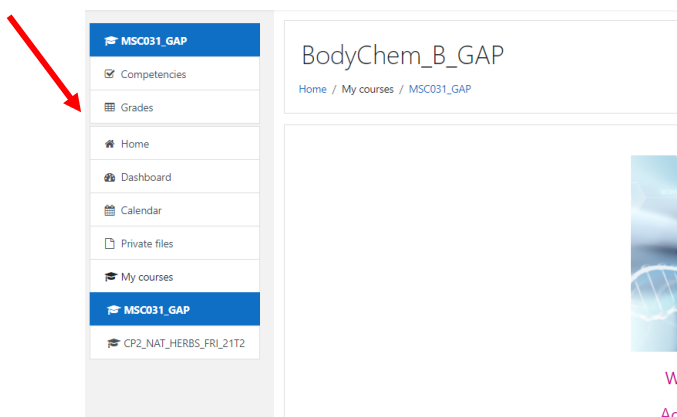 MSC031_GAP
Competencies
Grades
Home
Dashboard
Calendar
Private files
My courses
MSC031_GAP
CP2_NAT_HERBS_FRI_21T2
BodyChem_B_GAP
Home / My courses / MSC031_GAP
W